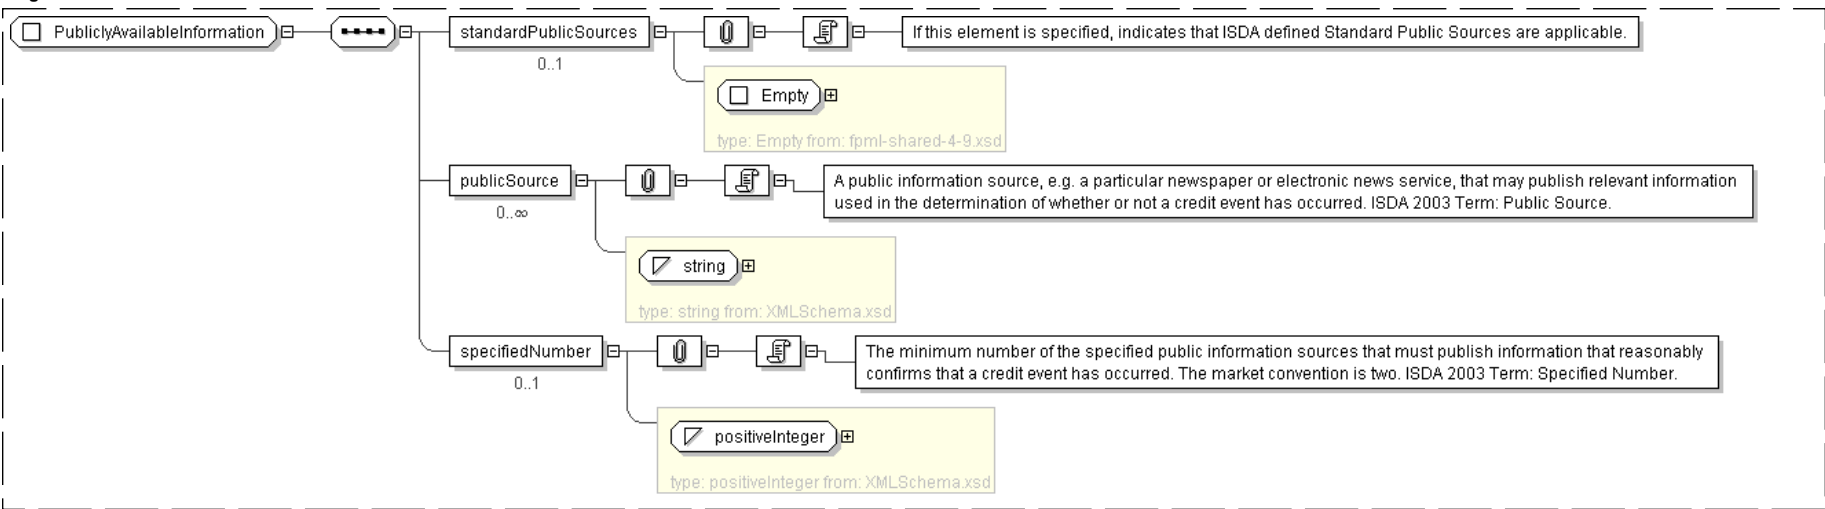 PubliclyAvailableInformation
standardPublicSources
If this element is specified, indicates that ISDA defined Standard Public Sources are applicable.
0..1
Empty
type: Empty from: fpml-shared-4-9.xsd
publicSource
A public information source, e.g. a particular newspaper or electronic news service, that may publish relevant information
used in the determination of whether or not a credit event has occurred. ISDA 2003 Term: Public Source.
0..∞
string
type: string from: XMLSchema.xsd
specifiedNumber
The minimum number of the specified public information sources that must publish information that reasonably
confirms that a credit event has occurred. The market convention is two. ISDA 2003 Term: Specified Number.
0..1
positiveInteger
type: positiveInteger from: XMLSchema.xsd